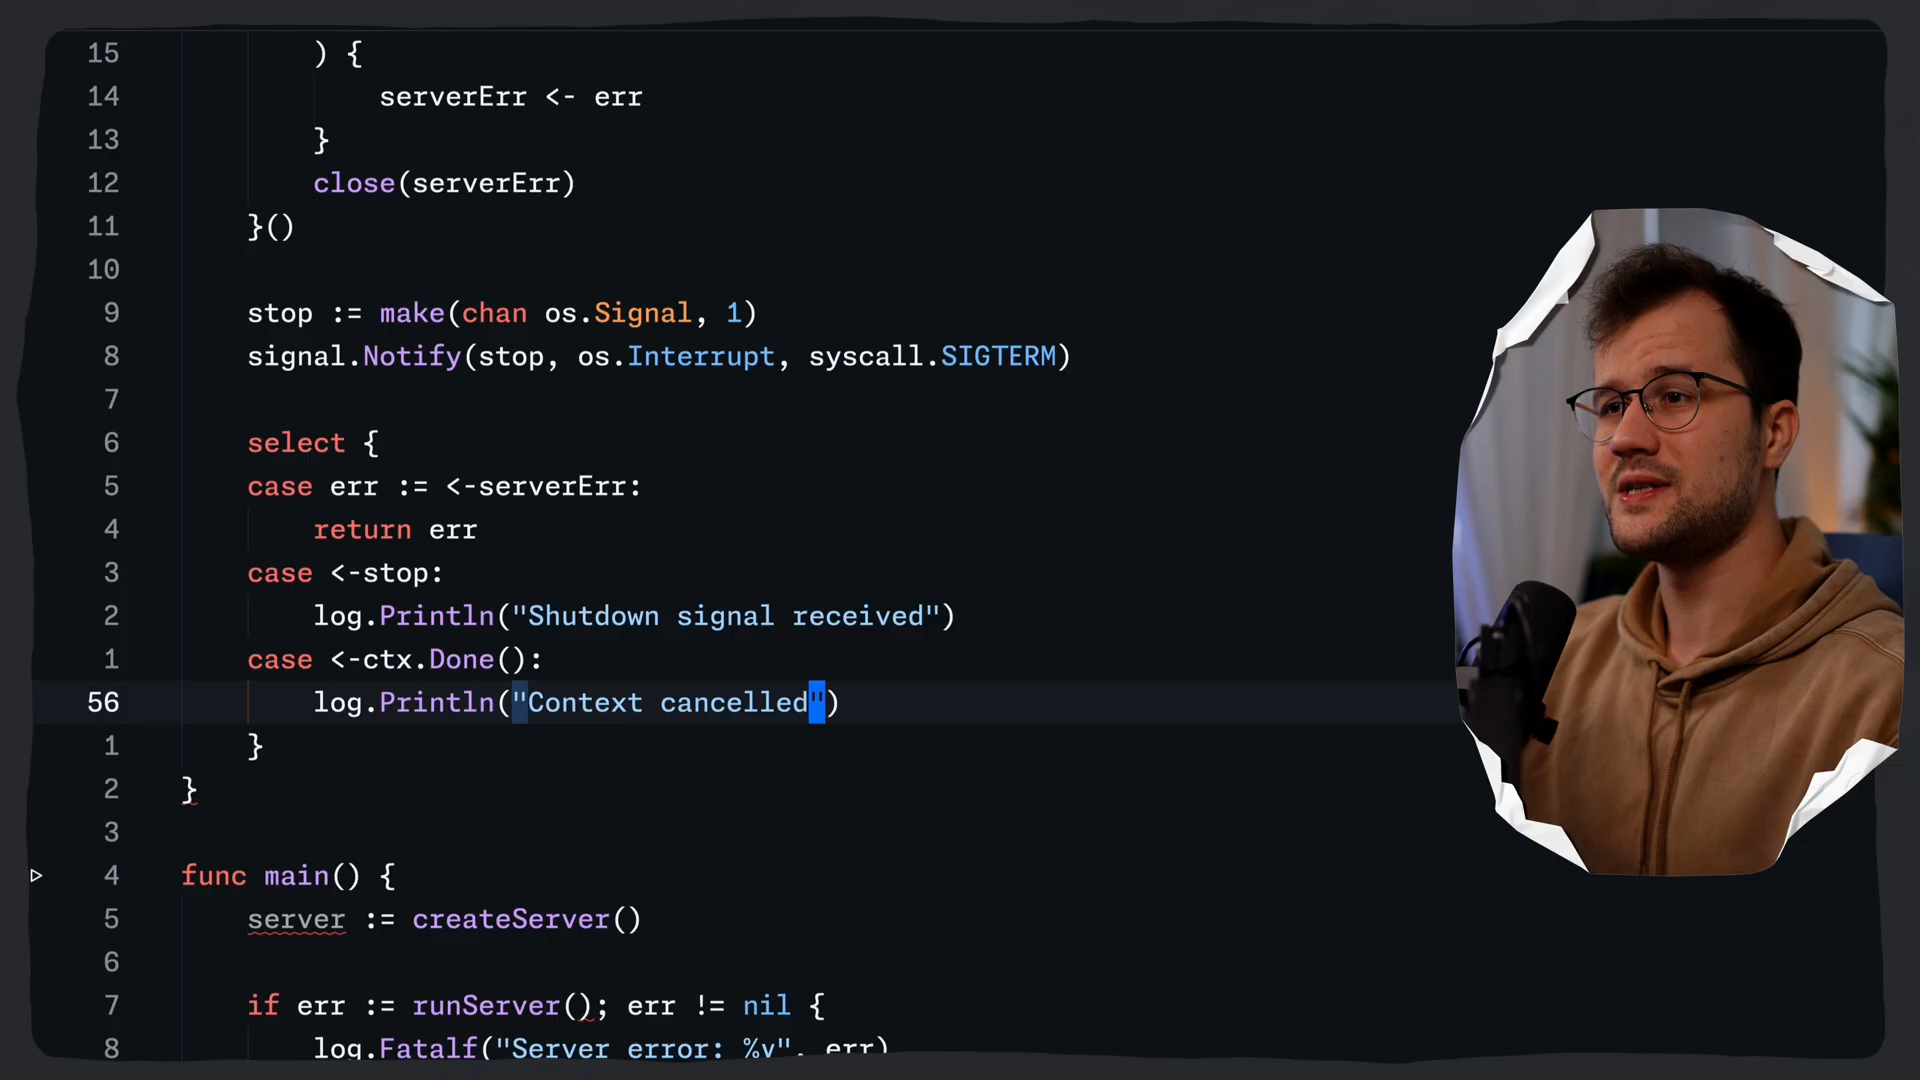 15 ) {
14 serverErr <- err
13 }
12 close(serverErr)
11 }()
10
9 stop := make(chan os.Signal, 1)
8 signal.Notify(stop, os.Interrupt, syscall.SIGTERM)
7
6 select {
5 case err := <-serverErr:
4 return err
3 case <-stop:
2 log.Println("Shutdown signal received")
1 case <-ctx.Done():
56 log.Println("Context cancelled")
1 }
2 }
3
4 func main() {
5 server := createServer()
6
7 if err := runServer(); err != nil {
8 log.Fatalf("Server error: %v", err)